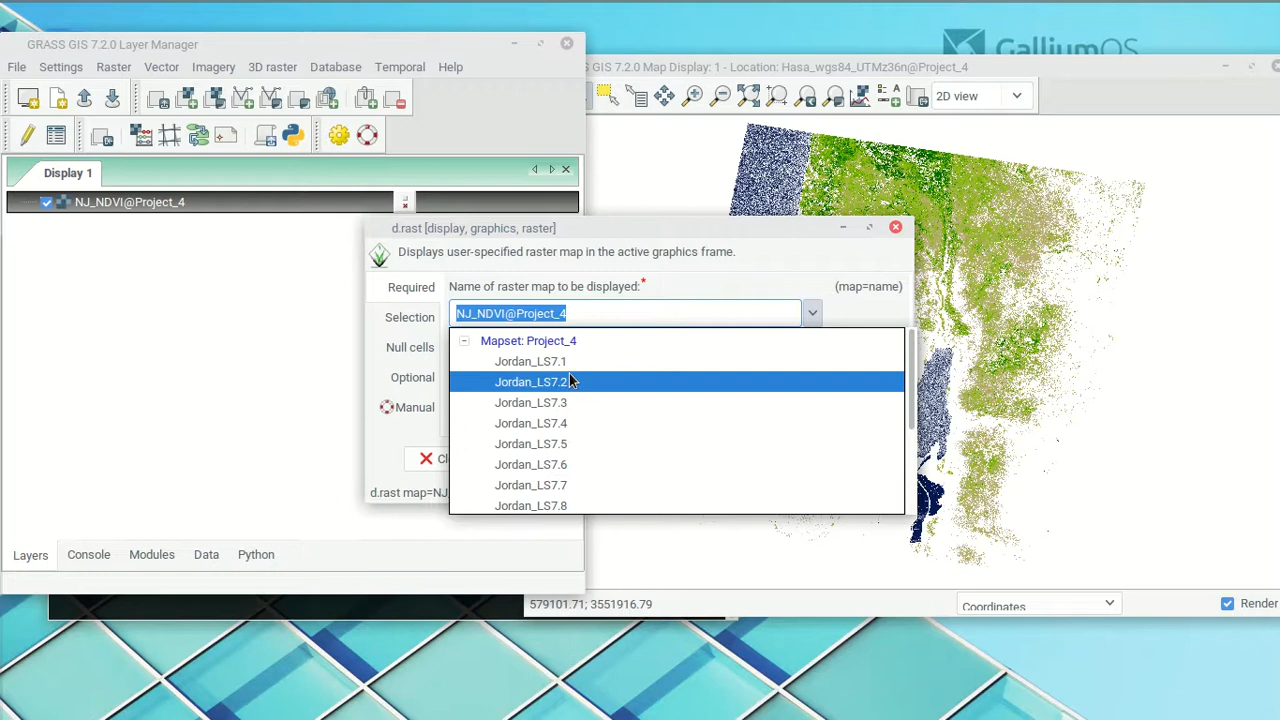 GRASS GIS 7.2.0 Layer Manager
File Settings Raster Vector Imagery 3D raster Database Temporal Help
Display 1
NJ_NDVI@Project_4
GalliumOS
GIS 7.2.0 Map Display: 1 - Location: Hasa_wgs84_UTMz36n@Project_4
2D view
d.rast [display, graphics, raster]
Displays user-specified raster map in the active graphics frame.
Required
Selection
Null cells
Optional
Manual
Name of raster map to be displayed:* (map=name)
NJ_NDVI@Project_4
Mapset: Project_4
Jordan_LS7.1
Jordan_LS7.2
Jordan_LS7.3
Jordan_LS7.4
Jordan_LS7.5
Jordan_LS7.6
Jordan_LS7.7
Jordan_LS7.8
d.rast map=NJ_
Layers Console Modules Data Python
579101.71; 3551916.79
Coordinates
Render